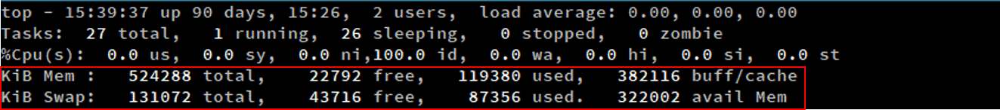 top - 15:39:37 up 90 days, 15:26,  2 users,  load average: 0.00, 0.00, 0.00
Tasks:  27 total,   1 running,  26 sleeping,   0 stopped,   0 zombie
%Cpu(s):  0.0 us,  0.0 sy,  0.0 ni,100.0 id,  0.0 wa,  0.0 hi,  0.0 si,  0.0 st
KiB Mem :   524288 total,    22792 free,   119380 used,   382116 buff/cache
KiB Swap:   131072 total,    43716 free,    87356 used.   322002 avail Mem